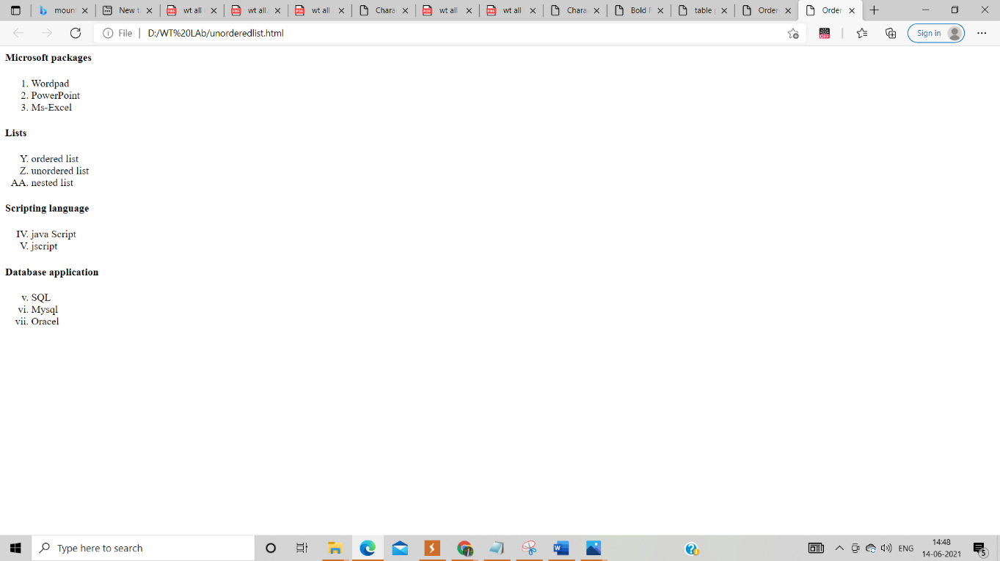 moun
New t
wt all
wt all.
wt all
Chara
wt all
wt all
Chara
Bold F
table
Order
Order
File
D:/WT%20LAb/unorderedlist.html
OFF
Sign in
Microsoft packages
1. Wordpad
2. PowerPoint
3. Ms-Excel
Lists
Y. ordered list
Z. unordered list
AA. nested list
Scripting language
IV. java Script
V. jscript
Database application
v. SQL
vi. Mysql
vii. Oracel
Type here to search
ENG
14:48
14-06-2021
5